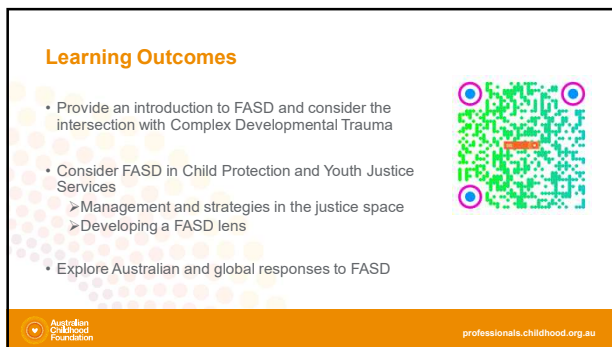 Learning Outcomes
• Provide an introduction to FASD and consider the
intersection with Complex Developmental Trauma
• Consider FASD in Child Protection and Youth Justice
Services
➢Management and strategies in the justice space
➢Developing a FASD lens
• Explore Australian and global responses to FASD
Australian
Childhood
Foundation
professionals.childhood.org.au